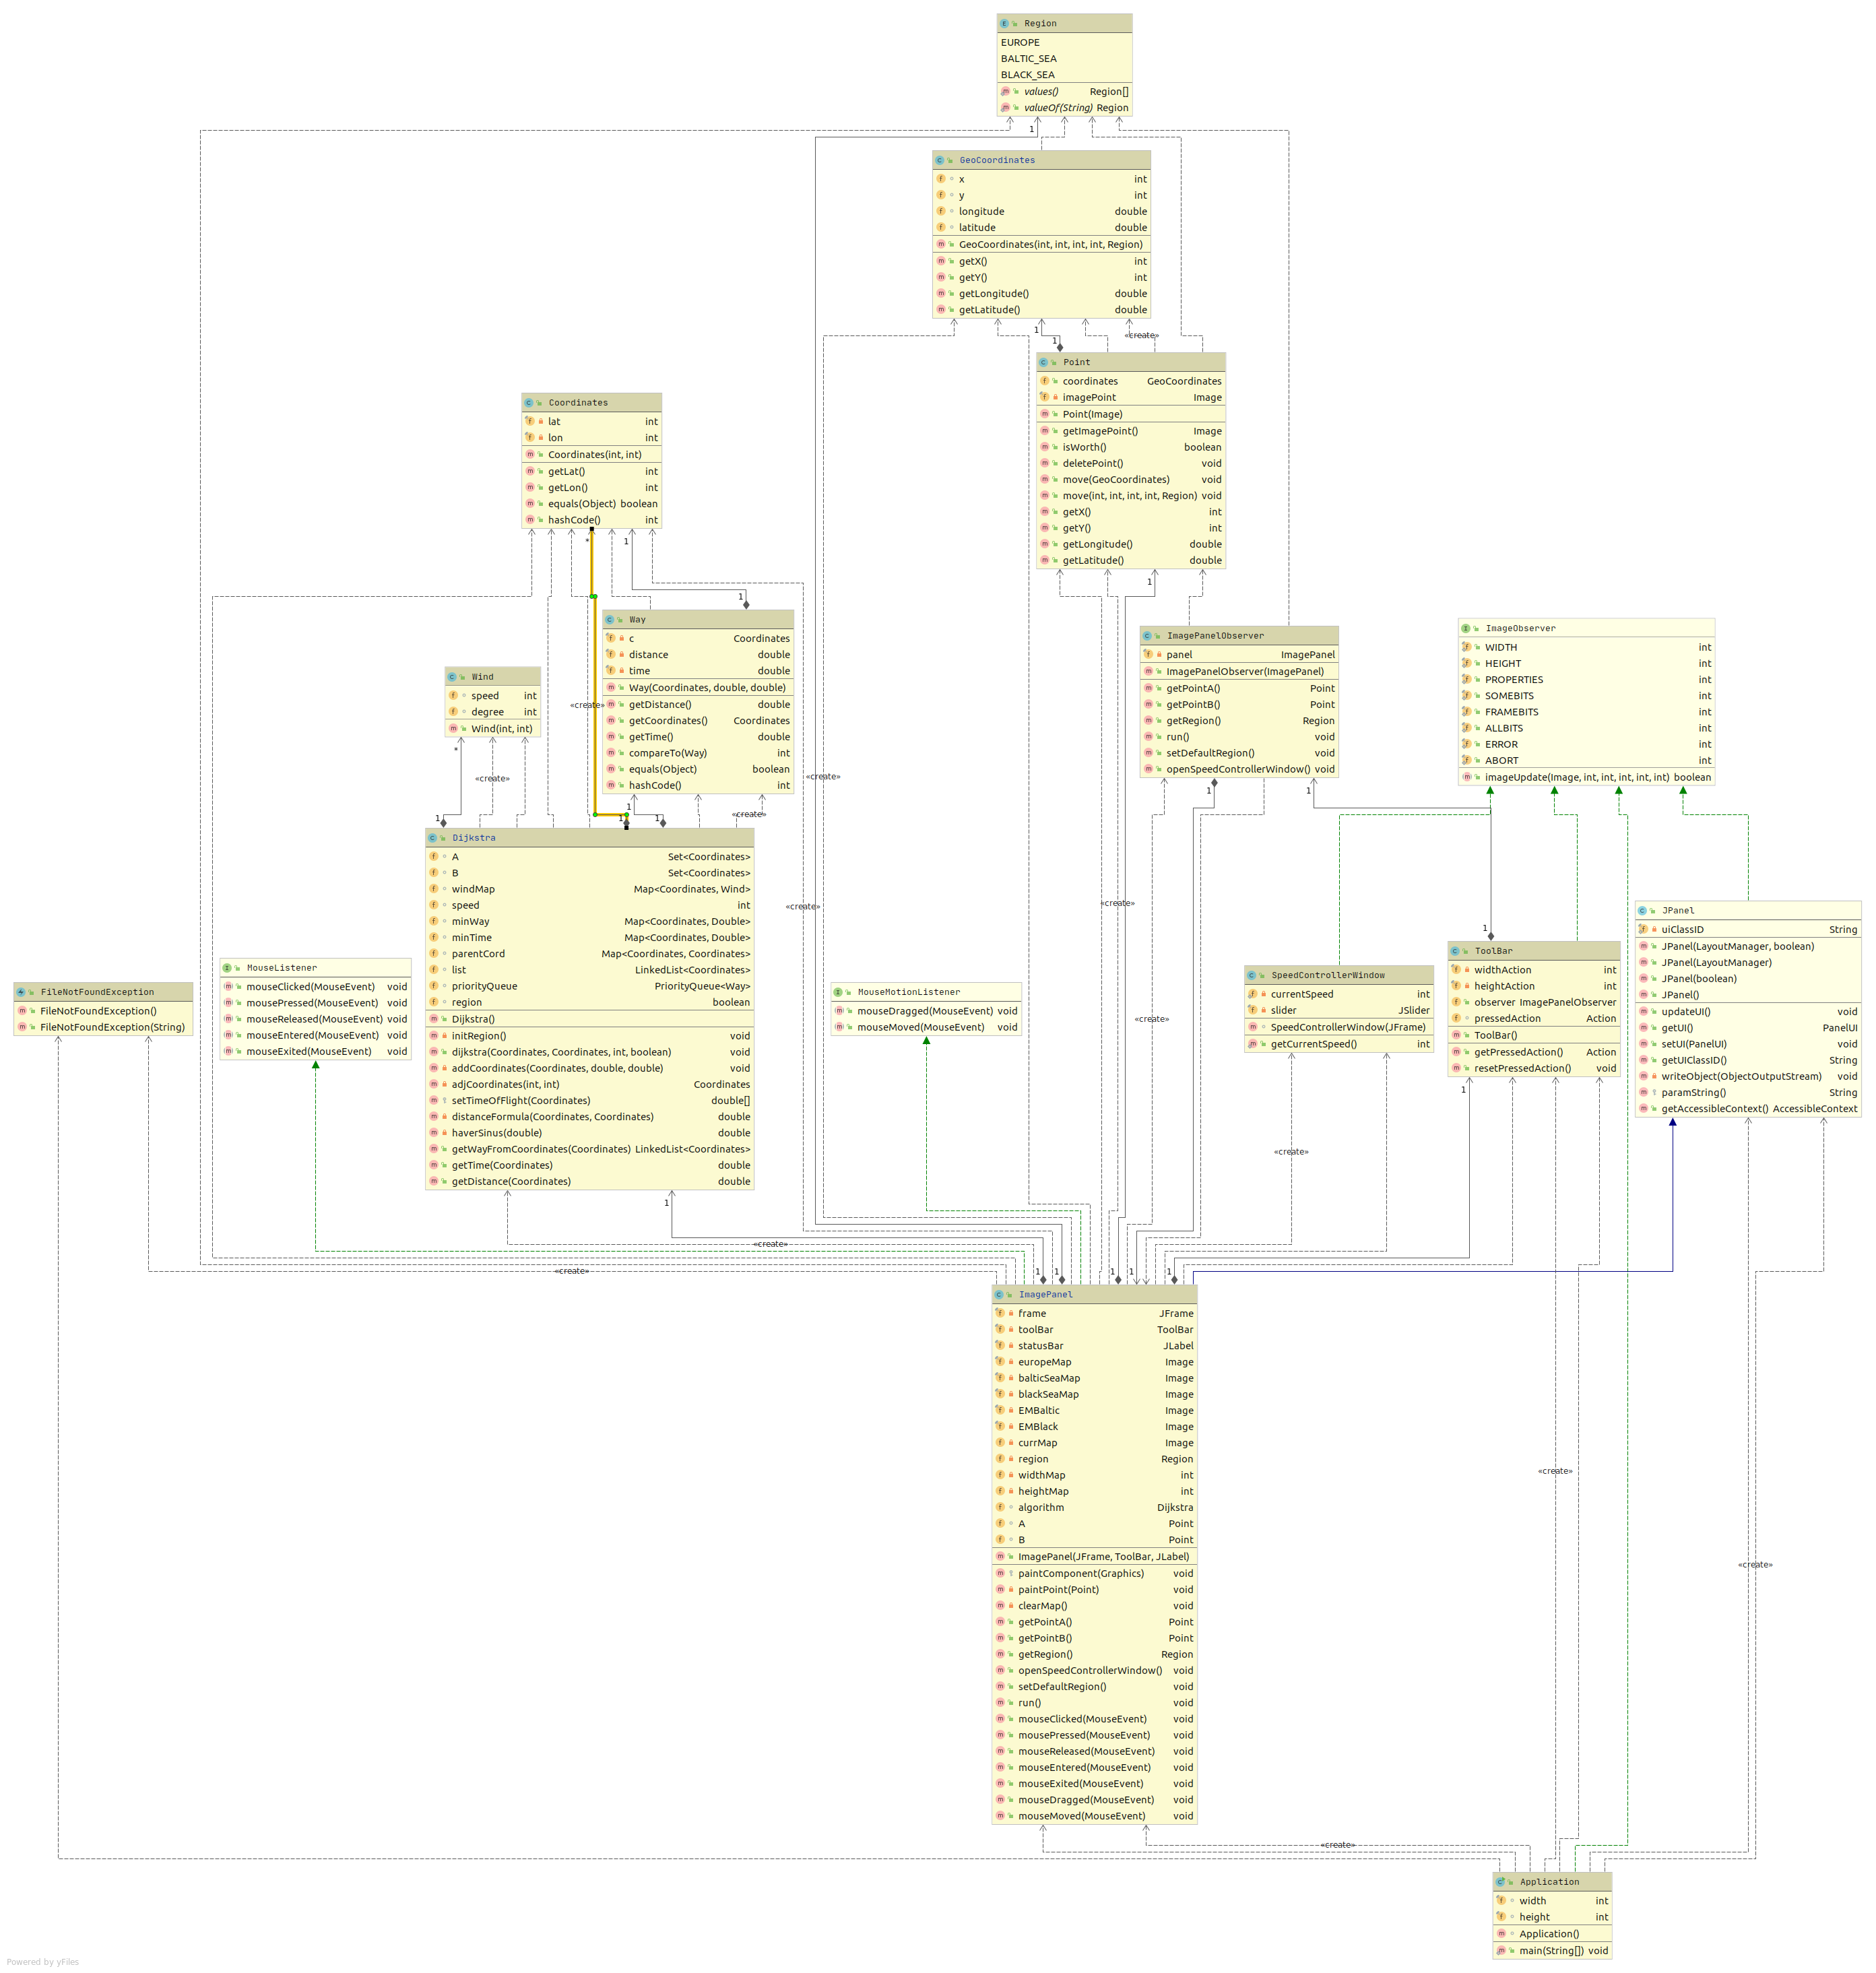 Region
EUROPE
BALTIC_SEA
BLACK_SEA
values() Region[]
valueOf(String) Region
1
GeoCoordinates
x int
y int
longitude double
latitude double
GeoCoordinates(int, int, int, int, Region)
getX() int
getY() int
getLongitude() double
getLatitude() double
1
1
«create»
Point
coordinates GeoCoordinates
imagePoint Image
Point(Image)
getImagePoint() Image
isWorth() boolean
deletePoint() void
move(GeoCoordinates) void
move(int, int, int, int, Region) void
getX() int
getY() int
getLongitude() double
getLatitude() double
1
Coordinates
lat int
lon int
Coordinates(int, int)
getLat() int
getLon() int
equals(Object) boolean
hashCode() int
*
1
1
Way
c Coordinates
distance double
time double
Way(Coordinates, double, double)
getDistance() double
getCoordinates() Coordinates
getTime() double
compareTo(Way) int
equals(Object) boolean
hashCode() int
«create»
«create»
Wind
speed int
degree int
Wind(int, int)
*
«create»
1
1
1
1
«create»
ImagePanelObserver
panel ImagePanel
ImagePanelObserver(ImagePanel)
getPointA() Point
getPointB() Point
getRegion() Region
run() void
setDefaultRegion() void
openSpeedControllerWindow() void
1
1
ImageObserver
WIDTH int
HEIGHT int
PROPERTIES int
SOMEBITS int
FRAMEBITS int
ALLBITS int
ERROR int
ABORT int
imageUpdate(Image, int, int, int, int, int) boolean
Dijkstra
A Set<Coordinates>
B Set<Coordinates>
windMap Map<Coordinates, Wind>
speed int
minWay Map<Coordinates, Double>
minTime Map<Coordinates, Double>
parentCord Map<Coordinates, Coordinates>
list LinkedList<Coordinates>
priorityQueue PriorityQueue<Way>
region boolean
Dijkstra()
initRegion() void
dijkstra(Coordinates, Coordinates, int, boolean) void
addCoordinates(Coordinates, double, double) void
adjCoordinates(int, int) Coordinates
setTimeOfFlight(Coordinates) double[]
distanceFormula(Coordinates, Coordinates) double
haverSinus(double) double
getWayFromCoordinates(Coordinates) LinkedList<Coordinates>
getTime(Coordinates) double
getDistance(Coordinates) double
«create»
«create»
1
JPanel
uiClassID String
JPanel(LayoutManager, boolean)
JPanel(LayoutManager)
JPanel(boolean)
JPanel()
updateUI() void
getUI() PanelUI
setUI(PanelUI) void
getUIClassID() String
writeObject(ObjectOutputStream) void
paramString() String
getAccessibleContext() AccessibleContext
ToolBar
widthAction int
heightAction int
observer ImagePanelObserver
pressedAction Action
ToolBar()
getPressedAction() Action
resetPressedAction() void
1
SpeedControllerWindow
currentSpeed int
slider JSlider
SpeedControllerWindow(JFrame)
getCurrentSpeed() int
«create»
«create»
MouseListener
mouseClicked(MouseEvent) void
mousePressed(MouseEvent) void
mouseReleased(MouseEvent) void
mouseEntered(MouseEvent) void
mouseExited(MouseEvent) void
FileNotFoundException
FileNotFoundException()
FileNotFoundException(String)
MouseMotionListener
mouseDragged(MouseEvent) void
mouseMoved(MouseEvent) void
1
«create»
«create»
1
1
1
1
1
ImagePanel
frame JFrame
toolBar ToolBar
statusBar JLabel
europeMap Image
balticSeaMap Image
blackSeaMap Image
EMBaltic Image
EMBlack Image
currMap Image
region Region
widthMap int
heightMap int
algorithm Dijkstra
A Point
B Point
ImagePanel(JFrame, ToolBar, JLabel)
paintComponent(Graphics) void
paintPoint(Point) void
clearMap() void
getPointA() Point
getPointB() Point
getRegion() Region
openSpeedControllerWindow() void
setDefaultRegion() void
run() void
mouseClicked(MouseEvent) void
mousePressed(MouseEvent) void
mouseReleased(MouseEvent) void
mouseEntered(MouseEvent) void
mouseExited(MouseEvent) void
mouseDragged(MouseEvent) void
mouseMoved(MouseEvent) void
«create»
«create»
«create»
Application
width int
height int
Application()
main(String[]) void
Powered by yFiles